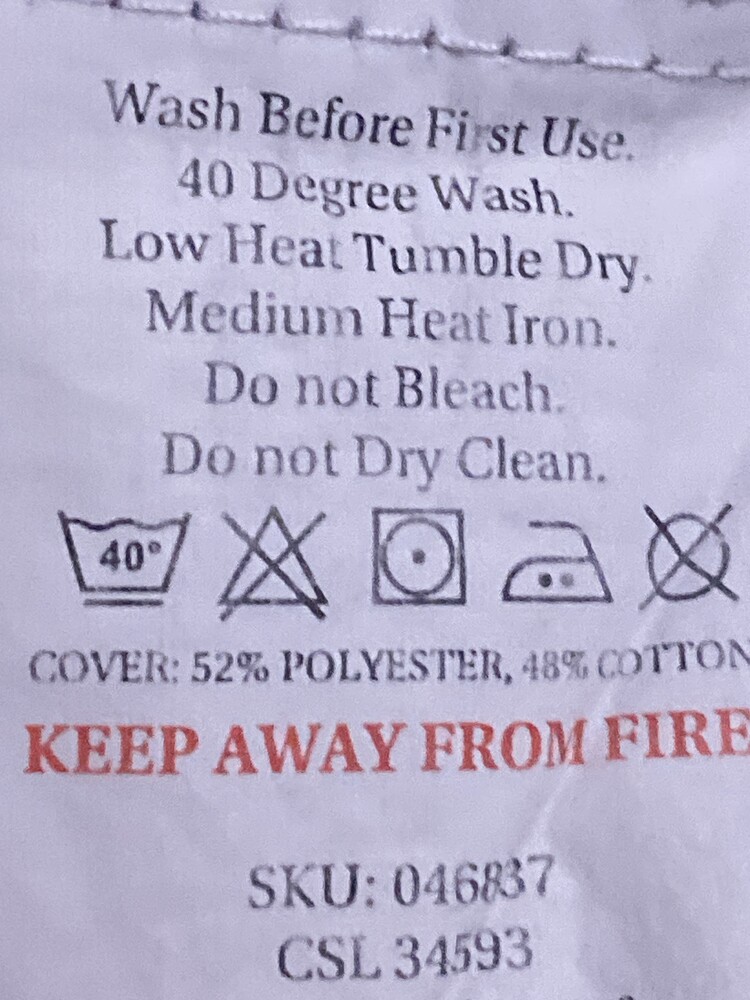 Wash Before First Use.
40 Degree Wash.
Low Heat Tumble Dry.
Medium Heat Iron.
Do not Bleach.
Do not Dry Clean.
40°
COVER: 52% POLYESTER, 48% COTTON
KEEP AWAY FROM FIRE
SKU: 046837
CSL 34593